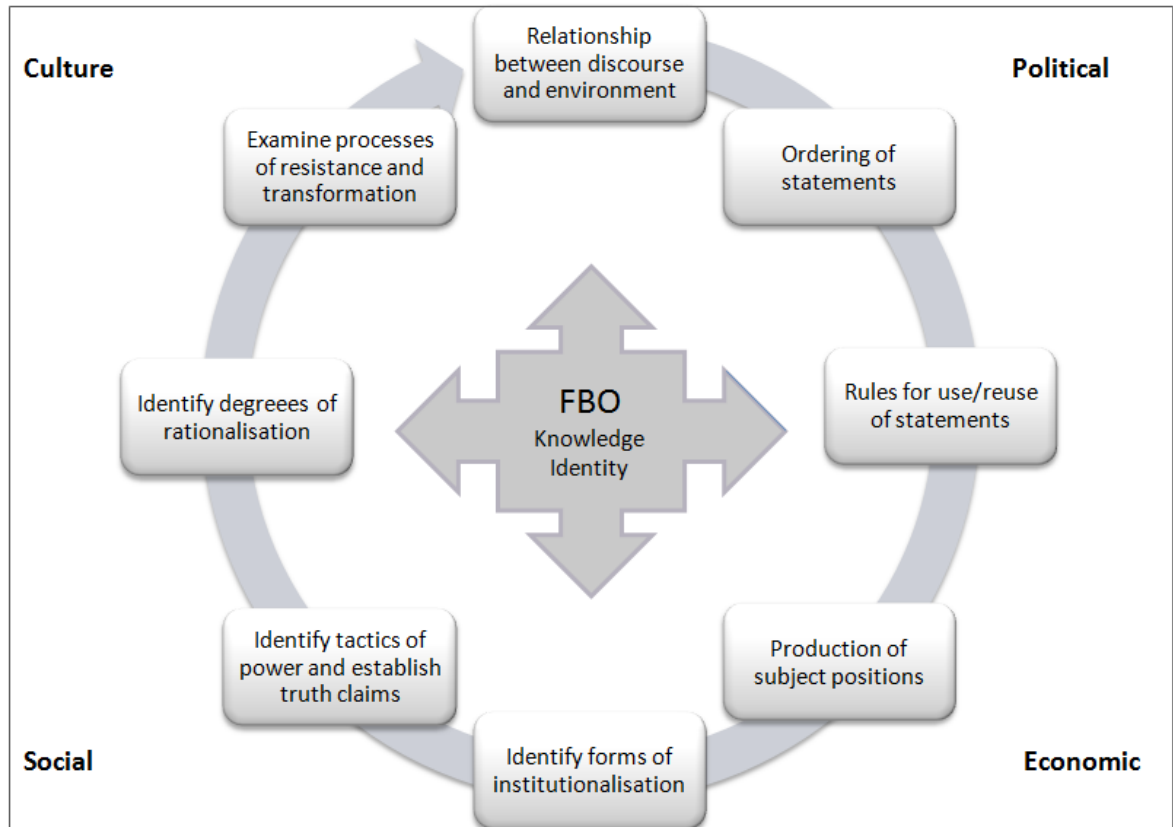 Culture
Political
Relationship
between discourse
and environment
Ordering of
statements
Rules for use/reuse
of statements
Production of
subject positions
Identify forms of
institutionalisation
Identify tactics of
power and establish
truth claims
Identify degreees of
rationalisation
Examine processes
of resistance and
transformation
FBO
Knowledge
Identity
Social
Economic